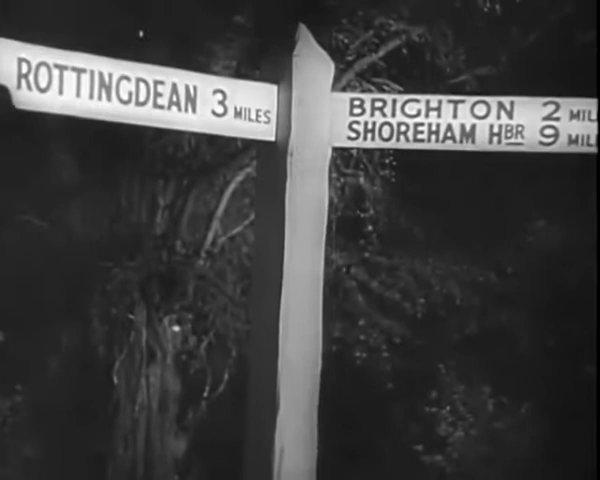 ROTTINGDEAN 3 MILES
BRIGHTON 2 MIL
SHOREHAM HBR 9 MIL